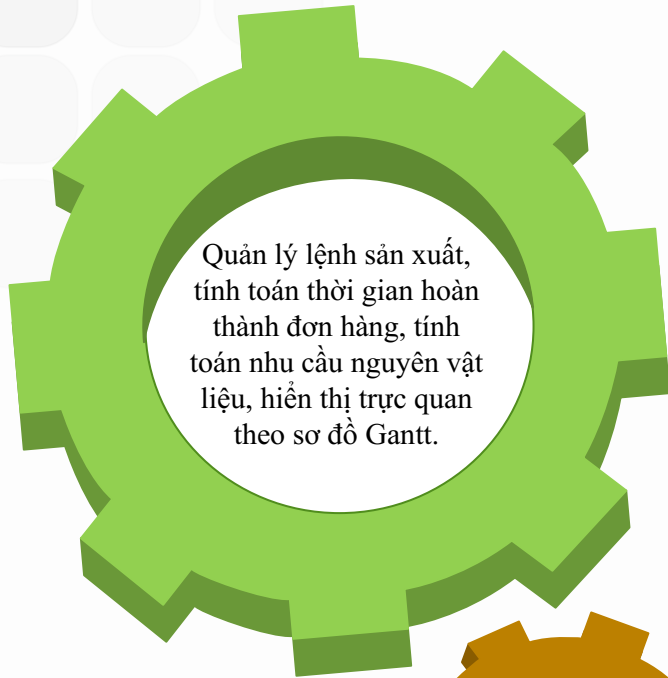 Quản lý lệnh sản xuất,
tính toán thời gian hoàn
thành đơn hàng, tính
toán nhu cầu nguyên vật
liệu, hiển thị trực quan
theo sơ đồ Gantt.